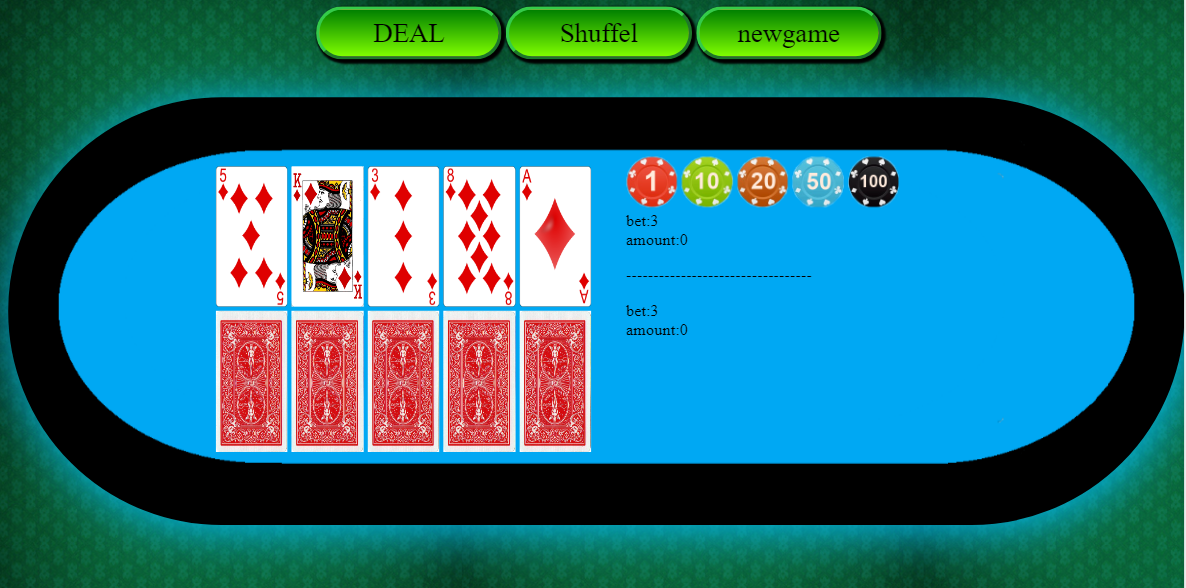 DEAL Shuffel newgame
5 K 3 8 A
1 10 20 50 100
bet:3
amount:0
---------------------------------
5 K 3 8 A
bet:3
amount:0